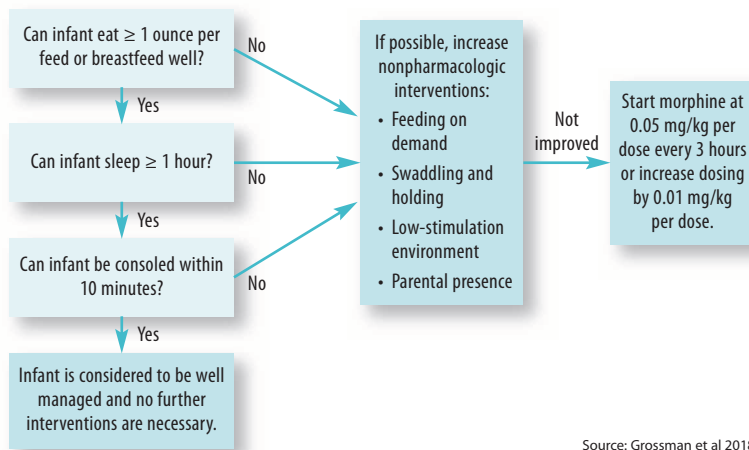 Can infant eat ≥ 1 ounce per
feed or breastfeed well?
No
Yes
Can infant sleep ≥ 1 hour?
No
Yes
Can infant be consoled within
10 minutes?
No
Yes
Infant is considered to be well
managed and no further
interventions are necessary.
If possible, increase
nonpharmacologic
interventions:
• Feeding on
demand
• Swaddling and
holding
• Low-stimulation
environment
• Parental presence
Not
improved
Start morphine at
0.05 mg/kg per
dose every 3 hours
or increase dosing
by 0.01 mg/kg
per dose.
Source: Grossman et al 2018